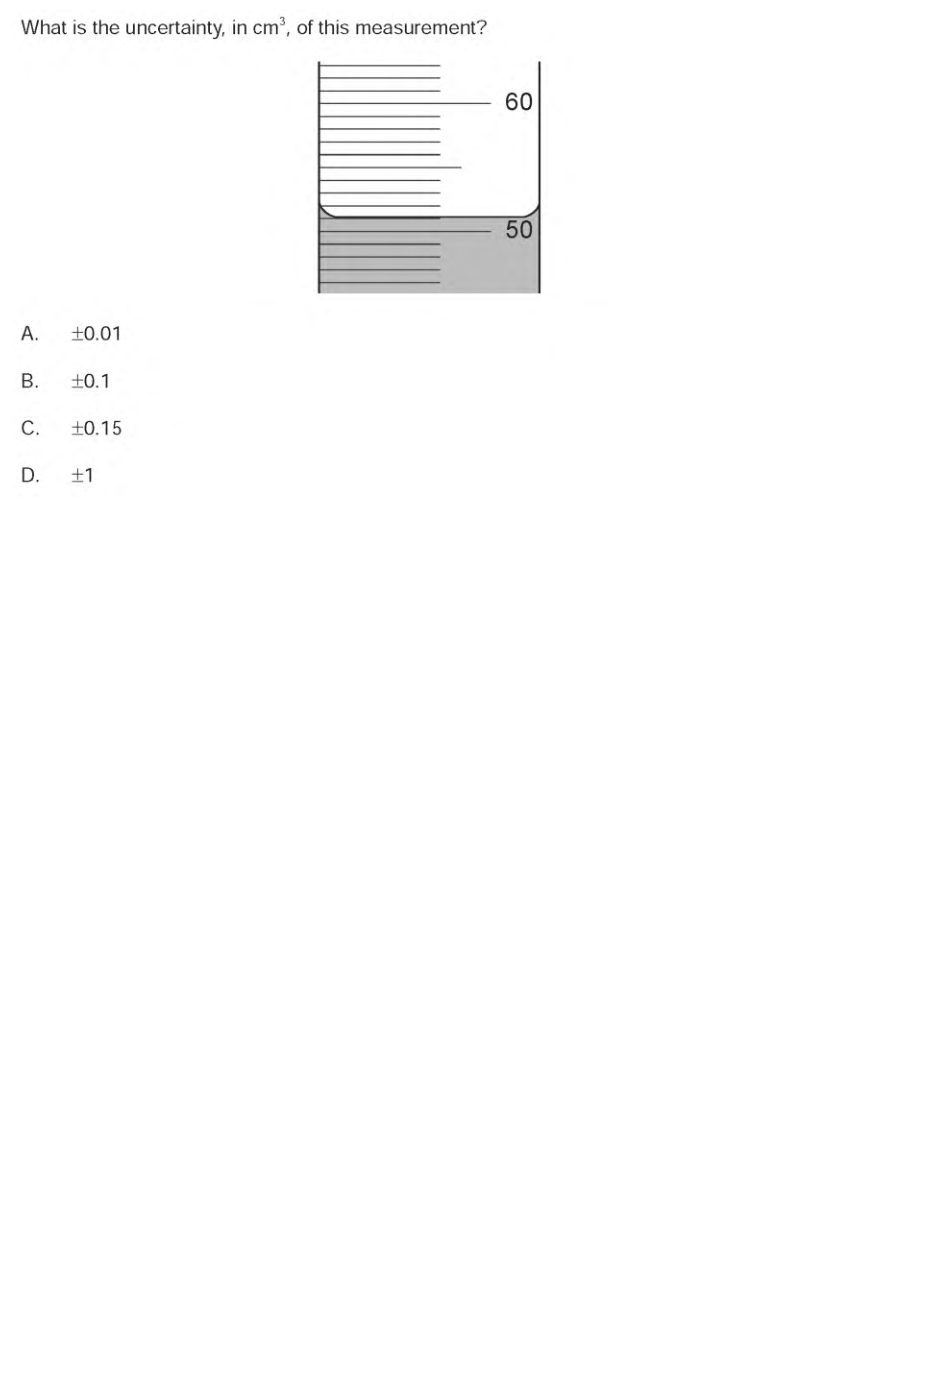 What is the uncertainty, in cm³, of this measurement?
60
50
A. ±0.01
B. ±0.1
C. ±0.15
D. ±1